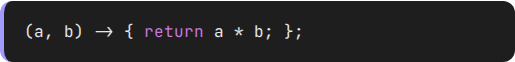 (a, b) -> { return a * b; };